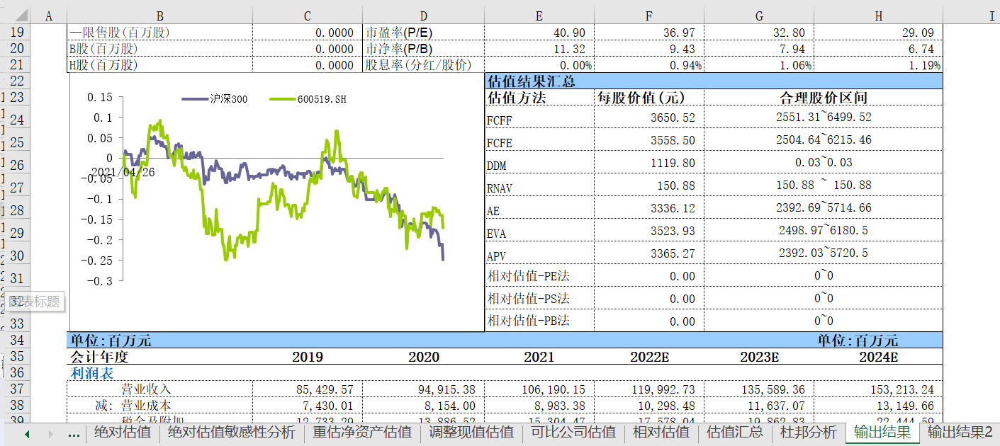 A B C D E F G H I
19 —限售股(百万股) 0.0000 市盈率(P/E) 40.90 36.97 32.80 29.09
20 B股(百万股) 0.0000 市净率(P/B) 11.32 9.43 7.94 6.74
21 H股(百万股) 0.0000 股息率(分红/股价) 0.00% 0.94% 1.06% 1.19%
22 估值结果汇总
23 估值方法 每股价值(元) 合理股价区间
24 FCFF 3650.52 2551.31~6499.52
25 FCFE 3558.50 2504.64~6215.46
26 DDM 1119.80 0.03~0.03
27 RNAV 150.88 150.88 ~ 150.88
28 AE 3336.12 2392.69~5714.66
29 EVA 3523.93 2498.97~6180.5
30 APV 3365.27 2392.03~5720.5
31 相对估值-PE法 0.00 0~0
32 相对估值-PS法 0.00 0~0
33 相对估值-PB法 0.00 0~0
沪深300 600519.SH
0.15
0.1
0.05
0
-0.05
-0.1
-0.15
-0.2
-0.25
-0.3
2021/04/26
图表标题
34 单位:百万元 单位:百万元
35 会计年度 2019 2020 2021 2022E 2023E 2024E
36 利润表
37 营业收入 85,429.57 94,915.38 106,190.15 119,992.73 135,589.36 153,213.24
38 减: 营业成本 7,430.01 8,154.00 8,983.38 10,298.48 11,637.07 13,149.66
39 税金及附加 12,733.29 13,886.52 15,304.47 17,578.04 19,862.83 22,444.59
... 绝对估值 绝对估值敏感性分析 重估净资产估值 调整现值估值 可比公司估值 相对估值 估值汇总 杜邦分析 输出结果 输出结果2